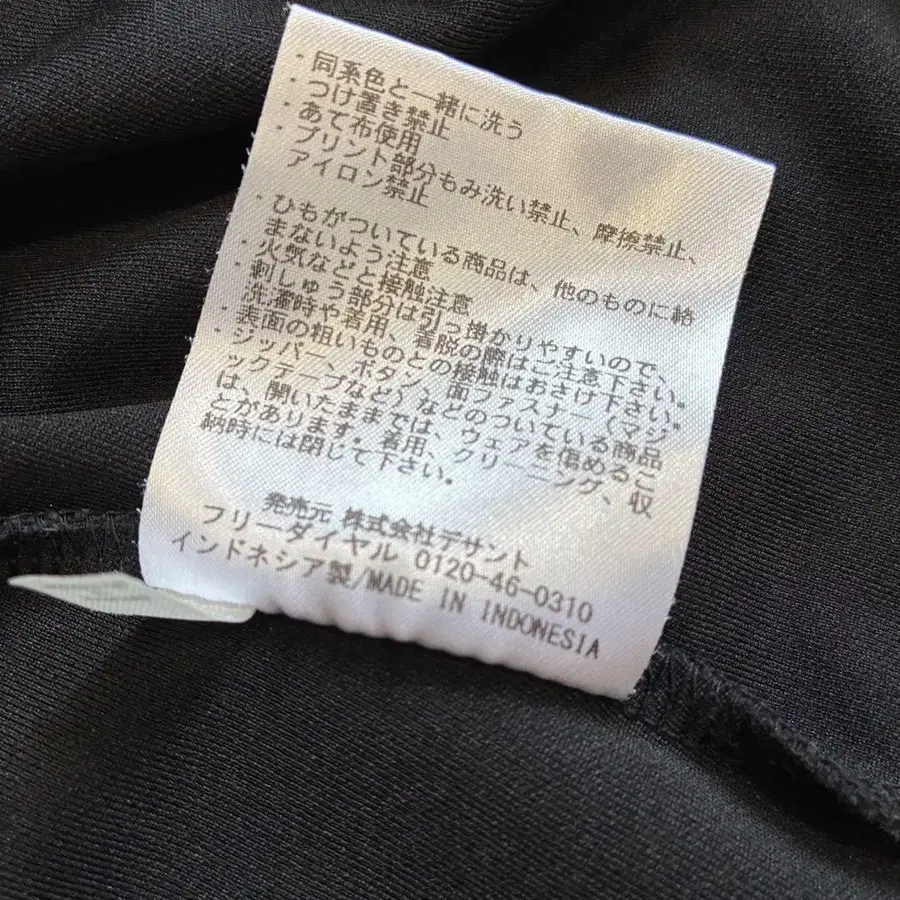 ・同系色と一緒に洗う
・つけ置き禁止
・あて布使用
・プリント部分もみ洗い禁止、摩擦禁止、
アイロン禁止
・ひもがついている商品は、他のものに絡
まないよう注意
・火気などと接触注意
・刺しゅう部分は引っ掛かりやすいので、
洗濯時や着用、着脱の際はご注意下さい。
・表面の粗いものとの接触はおさけ下さい。
・ジッパー、ボタン、面ファスナー（マジ
ックテープなど）などのついている商品
は、開いたままでは、ウェアを傷めるこ
とがあります。着用、クリーニング、収
納時には閉じて下さい。
発売元 株式会社デサント
フリーダイヤル 0120-46-0310
インドネシア製/MADE IN INDONESIA